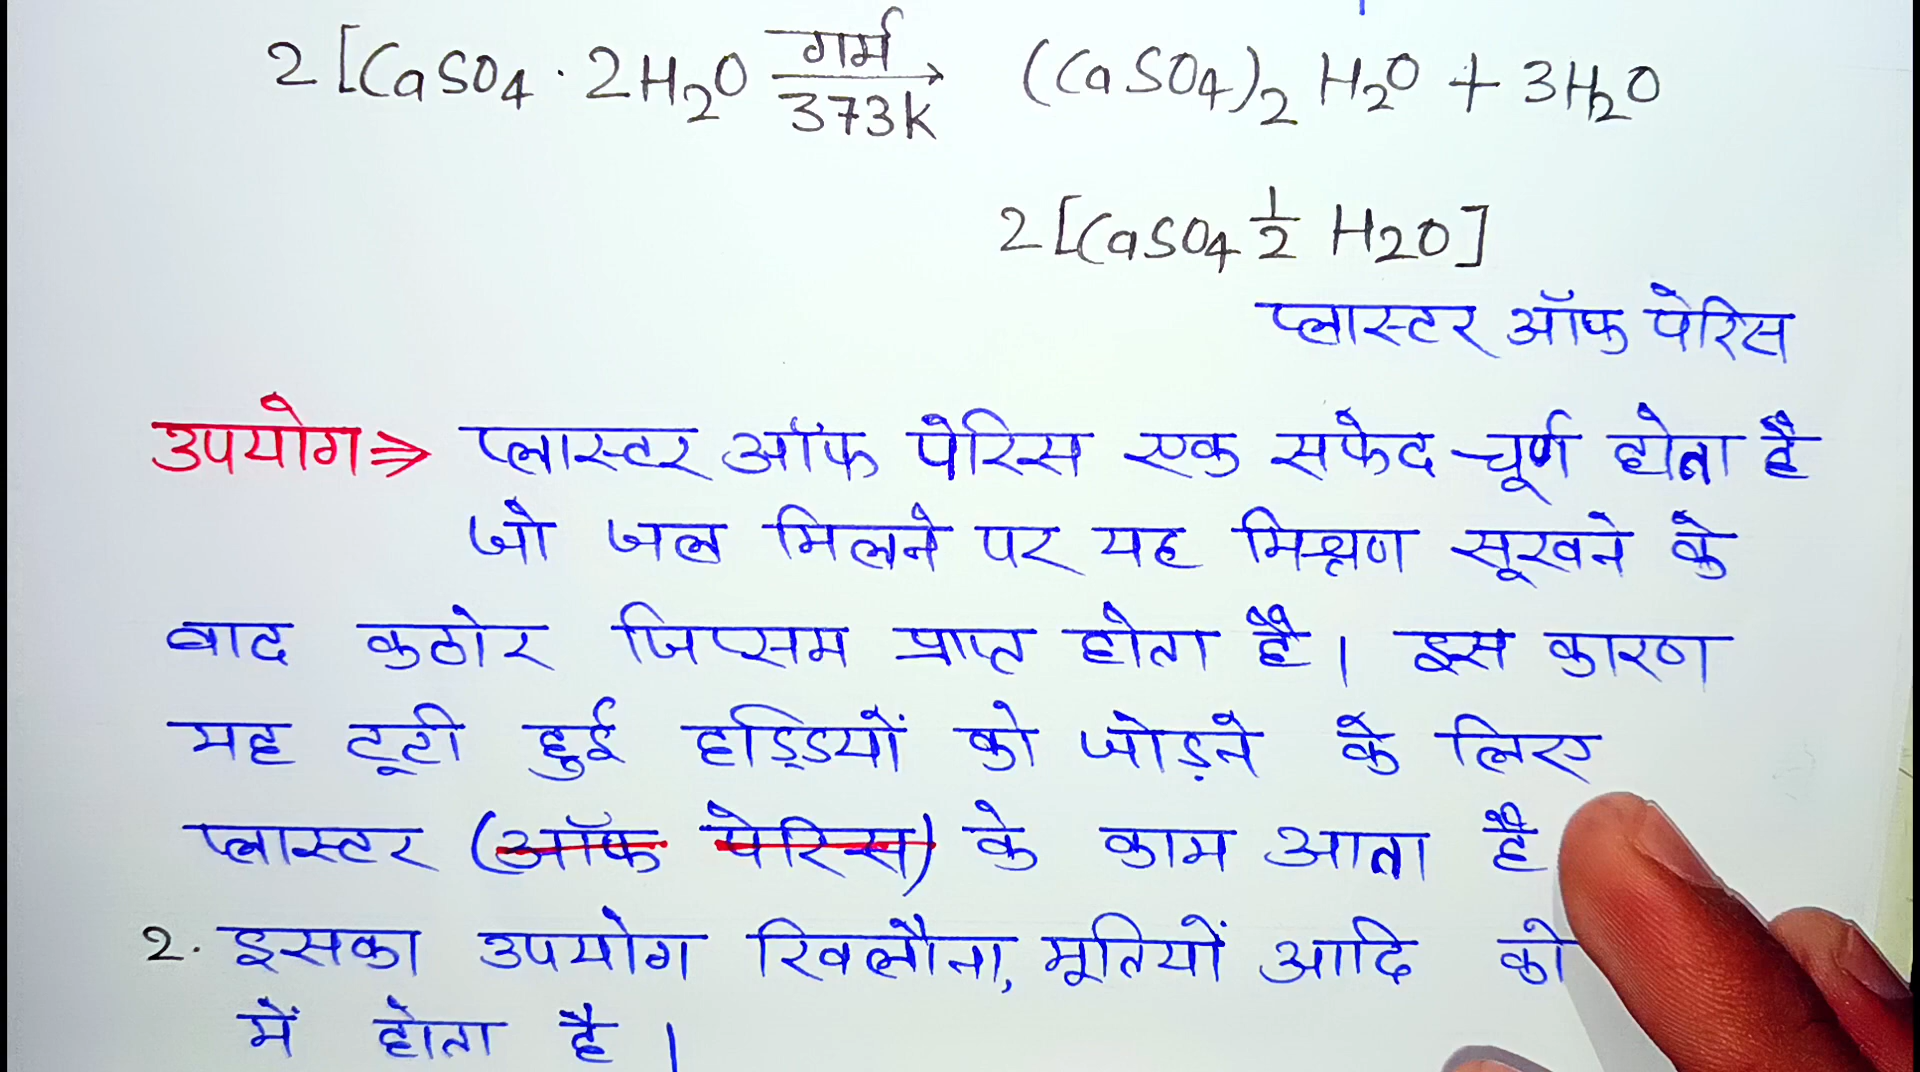 2 [CaSO4 · 2H2O गर्म/373K → (CaSO4)2 H2O + 3H2O
2 [CaSO4 1/2 H2O]
प्लास्टर ऑफ पेरिस
उपयोग ⇒ प्लास्टर ऑफ पेरिस एक सफेद चूर्ण होता है
जो जल मिलने पर यह मिश्रण सूखने के
बाद कठोर जिप्सम प्राप्त होता है। इस कारण
यह टूटी हुई हड्डियों को जोड़ने के लिए
प्लास्टर (ऑफ पेरिस) के काम आता है
2. इसका उपयोग खिलौना, मूतियों आदि को
में होता है।